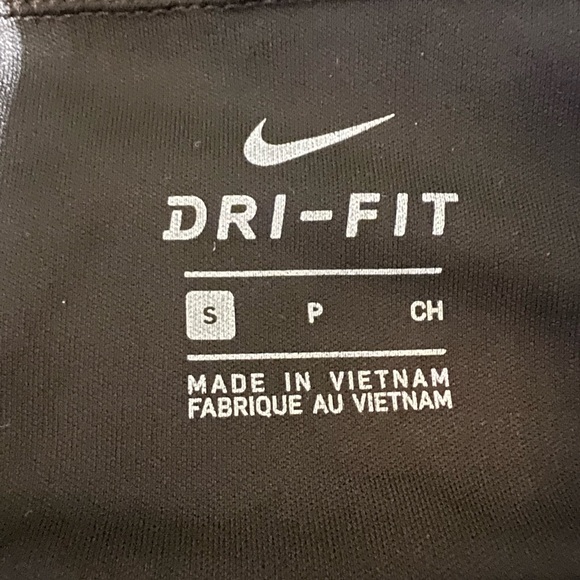 DRI-FIT
S P CH
MADE IN VIETNAM
FABRIQUE AU VIETNAM